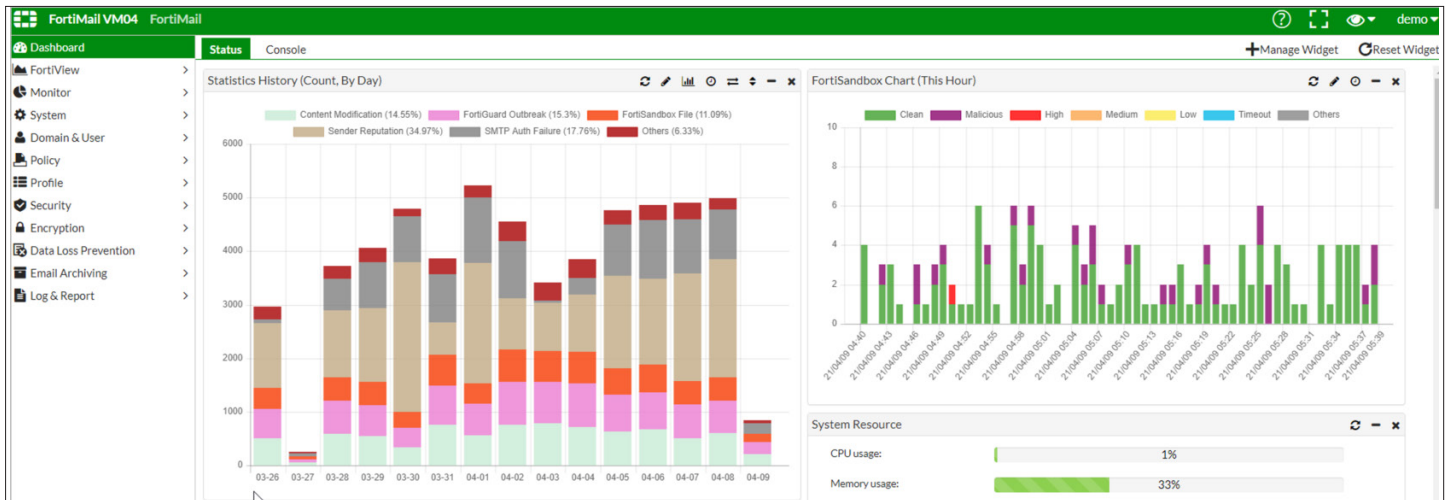 FortiMail VM04 FortiMail
demo
Dashboard
FortiView
Monitor
System
Domain & User
Policy
Profile
Security
Encryption
Data Loss Prevention
Email Archiving
Log & Report
Status Console
Manage Widget Reset Widget
Statistics History (Count, By Day)
Content Modification (14.55%) FortiGuard Outbreak (15.3%) FortiSandbox File (11.09%)
Sender Reputation (34.97%) SMTP Auth Failure (17.76%) Others (6.33%)
6000
5000
4000
3000
2000
1000
0
03-26 03-27 03-28 03-29 03-30 03-31 04-01 04-02 04-03 04-04 04-05 04-06 04-07 04-08 04-09
FortiSandbox Chart (This Hour)
Clean Malicious High Medium Low Timeout Others
10
8
6
4
2
0
21/04/09 04:40 21/04/09 04:43 21/04/09 04:46 21/04/09 04:49 21/04/09 04:52 21/04/09 04:55 21/04/09 04:58 21/04/09 05:01 21/04/09 05:04 21/04/09 05:07 21/04/09 05:10 21/04/09 05:13 21/04/09 05:16 21/04/09 05:19 21/04/09 05:22 21/04/09 05:25 21/04/09 05:28 21/04/09 05:31 21/04/09 05:34 21/04/09 05:37 21/04/09 05:39
System Resource
CPU usage: 1%
Memory usage: 33%